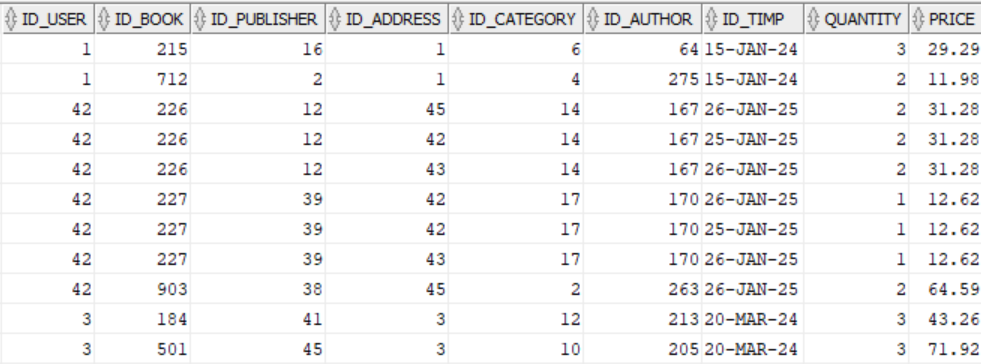 ID_USER ID_BOOK ID_PUBLISHER ID_ADDRESS ID_CATEGORY ID_AUTHOR ID_TIMP QUANTITY PRICE
1 215 16 1 6 64 15-JAN-24 3 29.29
1 712 2 1 4 275 15-JAN-24 2 11.98
42 226 12 45 14 167 26-JAN-25 2 31.28
42 226 12 42 14 167 25-JAN-25 2 31.28
42 226 12 43 14 167 26-JAN-25 2 31.28
42 227 39 42 17 170 26-JAN-25 1 12.62
42 227 39 42 17 170 25-JAN-25 1 12.62
42 227 39 43 17 170 26-JAN-25 1 12.62
42 903 38 45 2 263 26-JAN-25 2 64.59
3 184 41 3 12 213 20-MAR-24 3 43.26
3 501 45 3 10 205 20-MAR-24 3 71.92